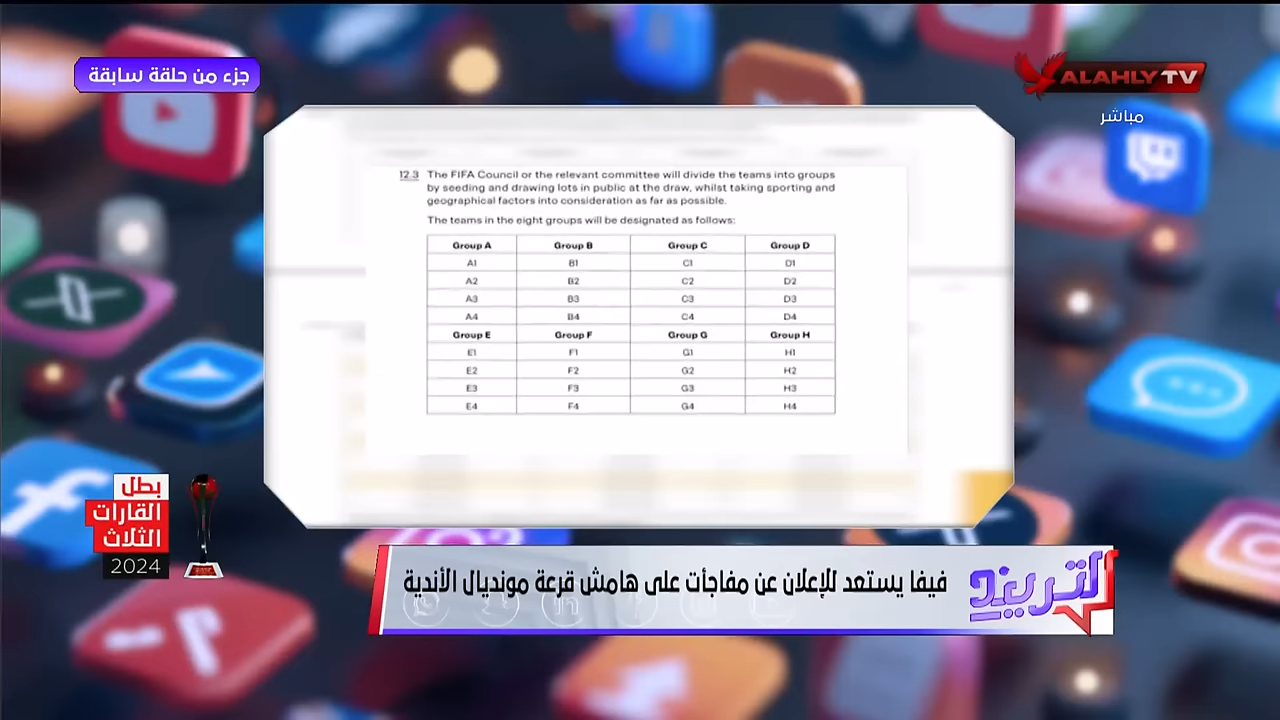 جزء من حلقة سابقة
ALAHLY TV
مباشر
12.3 The FIFA Council or the relevant committee will divide the teams into groups
by seeding and drawing lots in public at the draw, whilst taking sporting and
geographical factors into consideration as far as possible.
The teams in the eight groups will be designated as follows:
Group A Group B Group C Group D
A1 B1 C1 D1
A2 B2 C2 D2
A3 B3 C3 D3
A4 B4 C4 D4
Group E Group F Group G Group H
E1 F1 G1 H1
E2 F2 G2 H2
E3 F3 G3 H3
E4 F4 G4 H4
بطل
القارات
الثلاث
2024
التريند
فيفا يستعد للإعلان عن مفاجأت على هامش قرعة مونديال الأندية